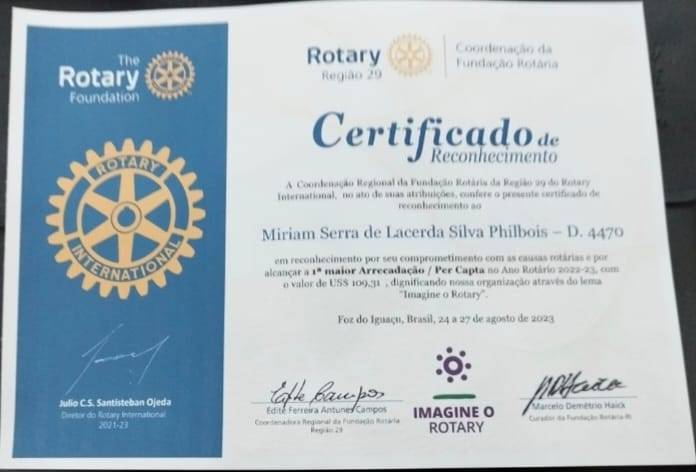 The
Rotary
Foundation
ROTARY
INTERNATIONAL
Julio C.S. Santisteban Ojeda
Diretor do Rotary International
2021-23
Rotary
Região 29
Coordenação da
Fundação Rotária
Certificado de
Reconhecimento
A Coordenação Regional da Fundação Rotária da Região 29 do Rotary
International, no ato de suas atribuições, confere o presente certificado de
reconhecimento ao
Miriam Serra de Lacerda Silva Philbois – D. 4470
em reconhecimento por seu comprometimento com as causas rotárias e por
alcançar a 1ª maior Arrecadação / Per Capta no Ano Rotário 2022-23, com
o valor de US$ 109,31 , dignificando nossa organização através do lema
"Imagine o Rotary".
Foz do Iguaçu, Brasil, 24 a 27 de agosto de 2023
Edite Campos
Edite Ferreira Antunes Campos
Coordenadora Regional da Fundação Rotária
Região 29
IMAGINE O
ROTARY
Marcelo Demétrio Haick
Curador da Fundação Rotária-RI